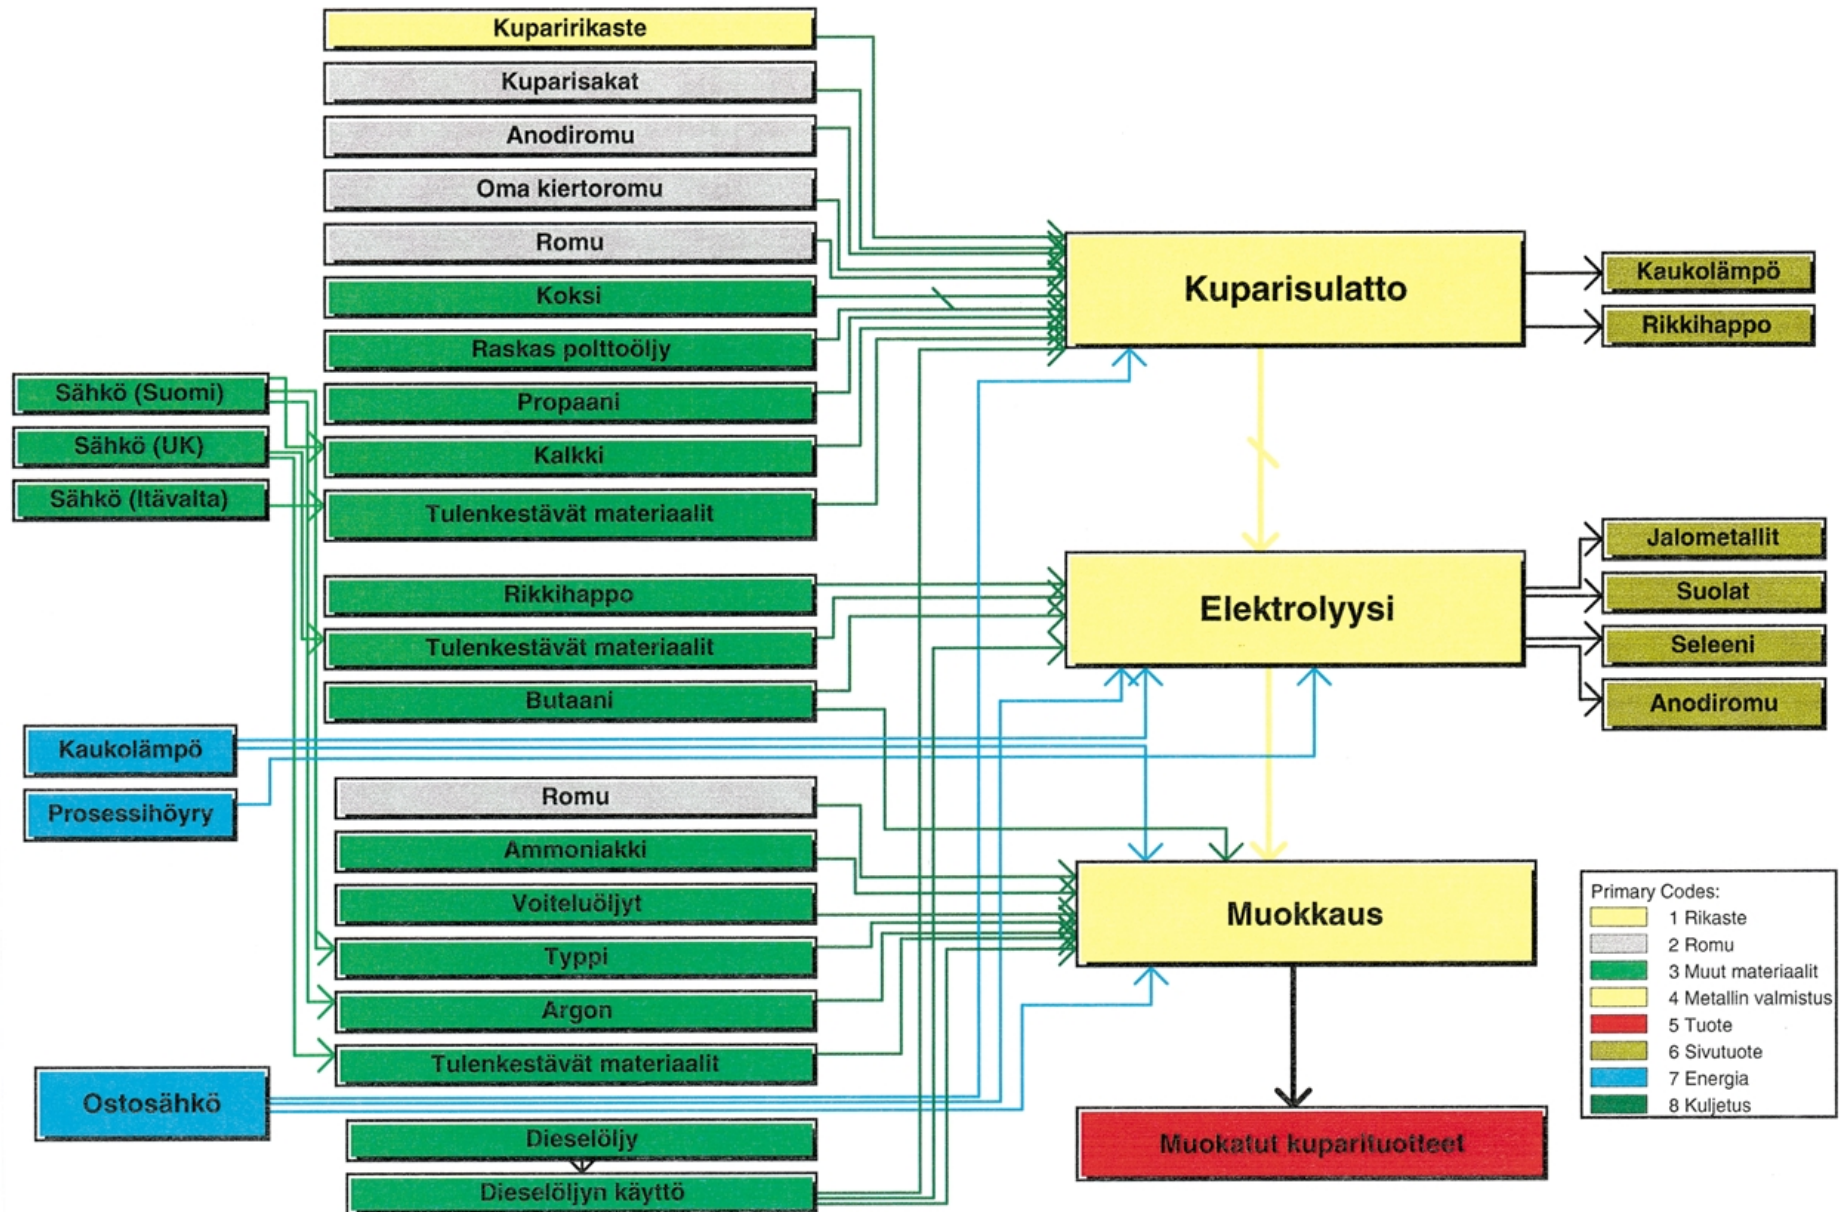 Kuparirikaste
Kuparisakat
Anodiromu
Oma kiertoromu
Romu
Koksi
Raskas polttoöljy
Propaani
Kalkki
Tulenkestävät materiaalit
Sähkö (Suomi)
Sähkö (UK)
Sähkö (Itävalta)
Kuparisulatto
Kaukolämpö
Rikkihappo
Rikkihappo
Tulenkestävät materiaalit
Butaani
Elektrolyysi
Jalometallit
Suolat
Seleeni
Anodiromu
Kaukolämpö
Prosessihöyry
Romu
Ammoniakki
Voiteluöljyt
Typpi
Argon
Tulenkestävät materiaalit
Muokkaus
Ostosähkö
Dieselöljy
Dieselöljyn käyttö
Muokatut kuparituotteet
Primary Codes:
1 Rikaste
2 Romu
3 Muut materiaalit
4 Metallin valmistus
5 Tuote
6 Sivutuote
7 Energia
8 Kuljetus